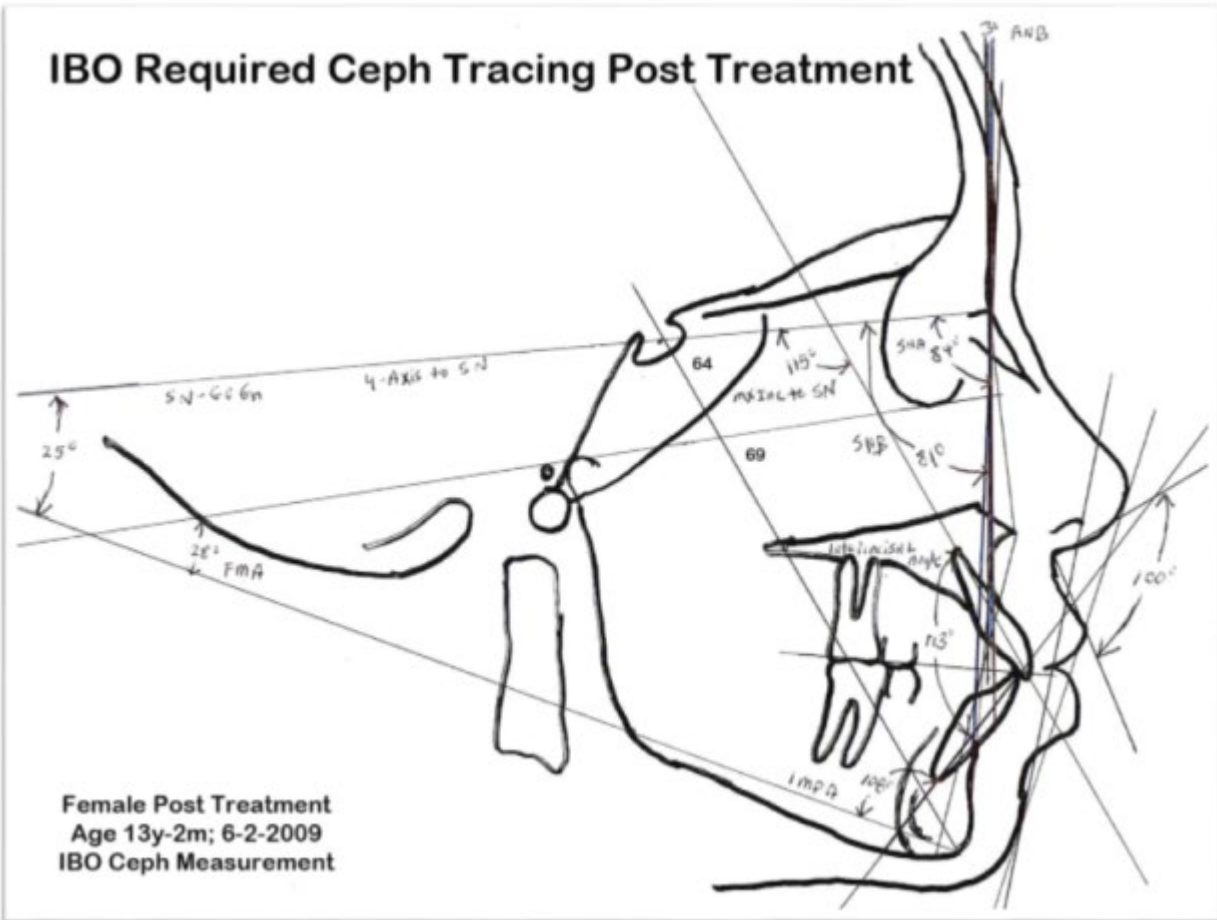 3° ANB
IBO Required Ceph Tracing Post Treatment
SN-GoGn
Y-Axis to SN
64
115°
mxInc to SN
SNA
84°
25°
69
SNB
81°
28°
FMA
Interincisal
Angle
100°
113°
IMPA
108°
Female Post Treatment
Age 13y-2m; 6-2-2009
IBO Ceph Measurement